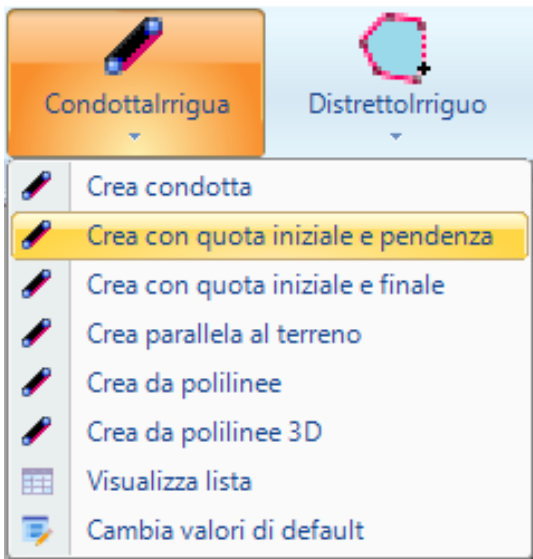 CondottaIrrigua
DistrettoIrriguo
Crea condotta
Crea con quota iniziale e pendenza
Crea con quota iniziale e finale
Crea parallela al terreno
Crea da polilinee
Crea da polilinee 3D
Visualizza lista
Cambia valori di default